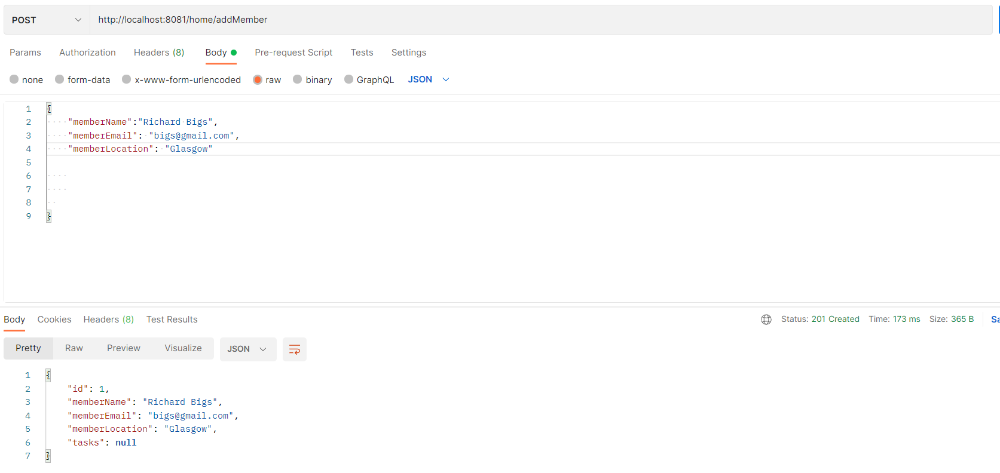 POST http://localhost:8081/home/addMember
Params Authorization Headers (8) Body Pre-request Script Tests Settings
none form-data x-www-form-urlencoded raw binary GraphQL JSON
1 {
2 "memberName":"Richard Bigs",
3 "memberEmail": "bigs@gmail.com",
4 "memberLocation": "Glasgow"
5
6
7
8
9 }
Body Cookies Headers (8) Test Results Status: 201 Created Time: 173 ms Size: 365 B Sa
Pretty Raw Preview Visualize JSON
1 {
2 "id": 1,
3 "memberName": "Richard Bigs",
4 "memberEmail": "bigs@gmail.com",
5 "memberLocation": "Glasgow",
6 "tasks": null
7 }